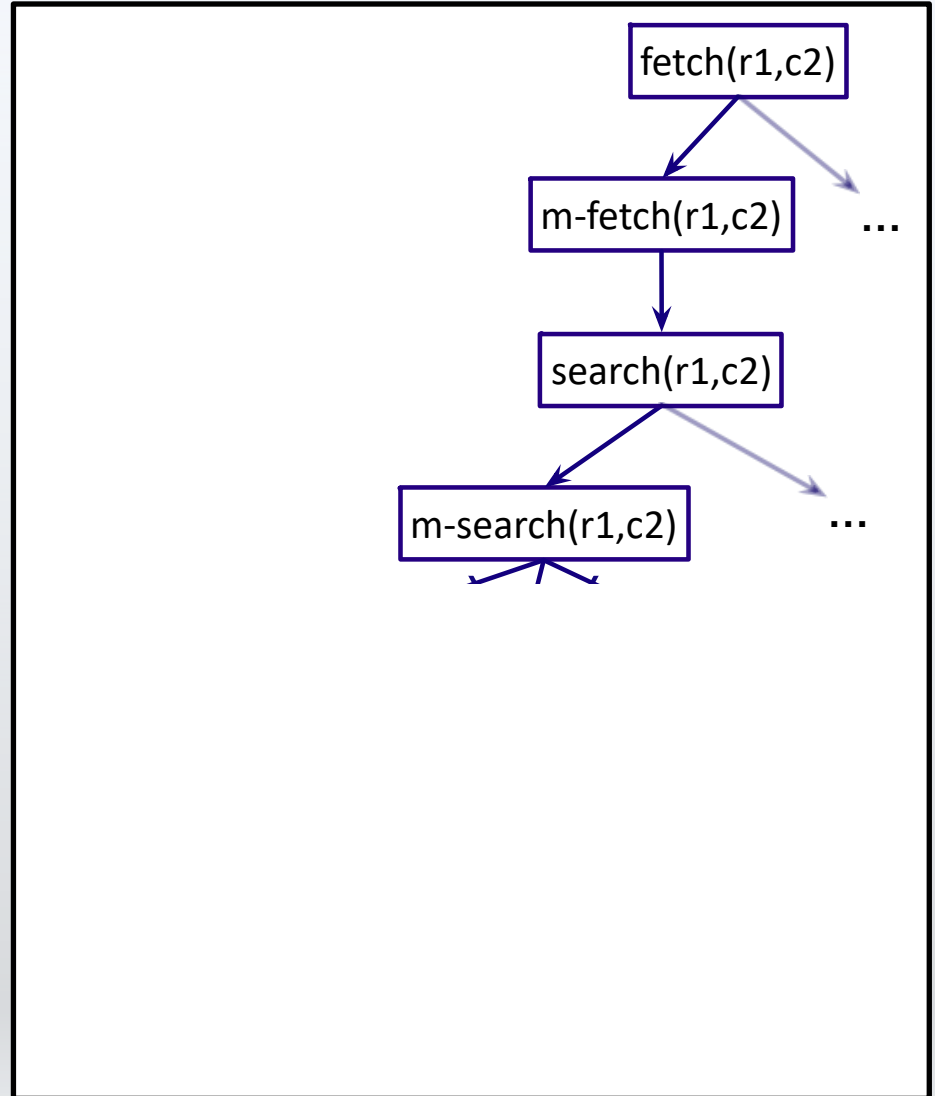 fetch(r1,c2)
m-fetch(r1,c2)
...
search(r1,c2)
m-search(r1,c2)
...